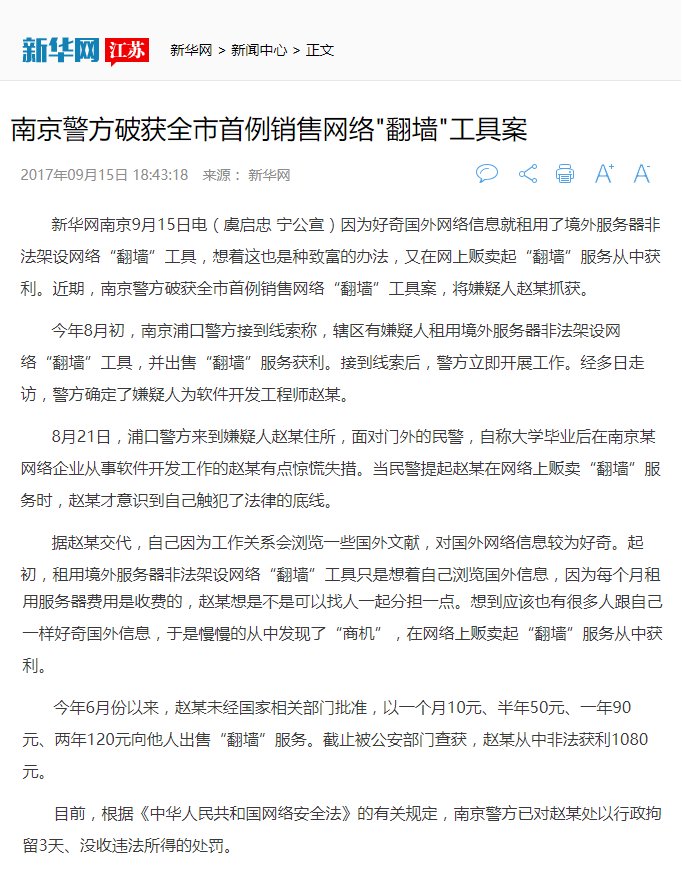 新华网 江苏 新华网 > 新闻中心 > 正文
南京警方破获全市首例销售网络"翻墙"工具案
2017年09月15日 18:43:18 来源： 新华网 A+ A-
新华网南京9月15日电（虞启忠 宁公宣）因为好奇国外网络信息就租用了境外服务器非
法架设网络“翻墙”工具，想着这也是种致富的办法，又在网上贩卖起“翻墙”服务从中获
利。近期，南京警方破获全市首例销售网络“翻墙”工具案，将嫌疑人赵某抓获。
今年8月初，南京浦口警方接到线索称，辖区有嫌疑人租用境外服务器非法架设网
络“翻墙”工具，并出售“翻墙”服务获利。接到线索后，警方立即开展工作。经多日走
访，警方确定了嫌疑人为软件开发工程师赵某。
8月21日，浦口警方来到嫌疑人赵某住所，面对门外的民警，自称大学毕业后在南京某
网络企业从事软件开发工作的赵某有点惊慌失措。当民警提起赵某在网络上贩卖“翻墙”服
务时，赵某才意识到自己触犯了法律的底线。
据赵某交代，自己因为工作关系会浏览一些国外文献，对国外网络信息较为好奇。起
初，租用境外服务器非法架设网络“翻墙”工具只是想着自己浏览国外信息，因为每个月租
用服务器费用是收费的，赵某想是不是可以找人一起分担一点。想到应该也有很多人跟自己
一样好奇国外信息，于是慢慢的从中发现了“商机”，在网络上贩卖起“翻墙”服务从中获
利。
今年6月份以来，赵某未经国家相关部门批准，以一个月10元、半年50元、一年90
元、两年120元向他人出售“翻墙”服务。截止被公安部门查获，赵某从中非法获利1080
元。
目前，根据《中华人民共和国网络安全法》的有关规定，南京警方已对赵某处以行政拘
留3天、没收违法所得的处罚。